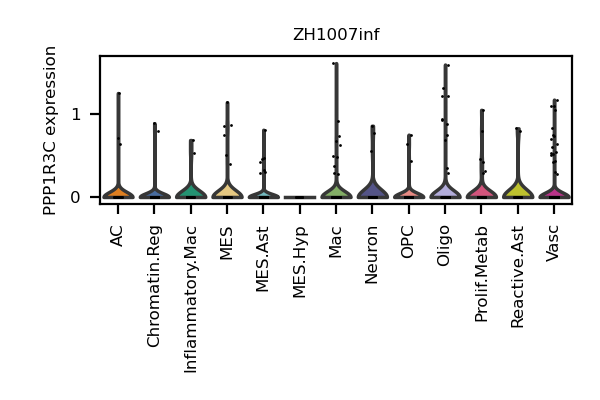 ZH1007inf
PPP1R3C expression
1
0
AC
Chromatin.Reg
Inflammatory.Mac
MES
MES.Ast
MES.Hyp
Mac
Neuron
OPC
Oligo
Prolif.Metab
Reactive.Ast
Vasc